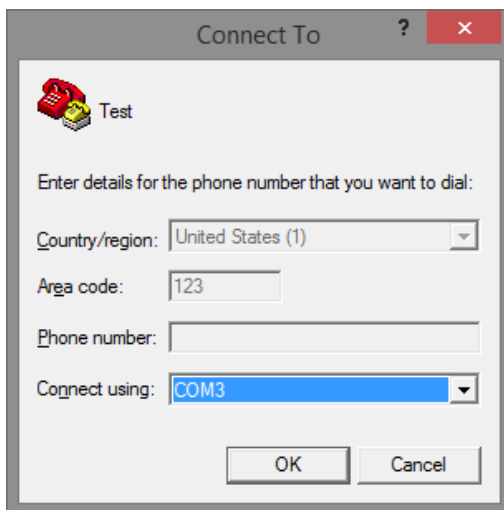 Connect To ? ×
Test
Enter details for the phone number that you want to dial:
Country/region: United States (1)
Area code: 123
Phone number:
Connect using: COM3
OK Cancel